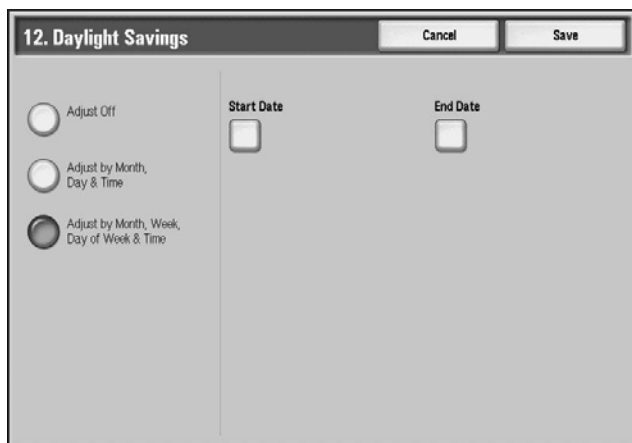 12. Daylight Savings
Cancel
Save
Adjust Off
Adjust by Month,
Day & Time
Adjust by Month, Week,
Day of Week & Time
Start Date
End Date